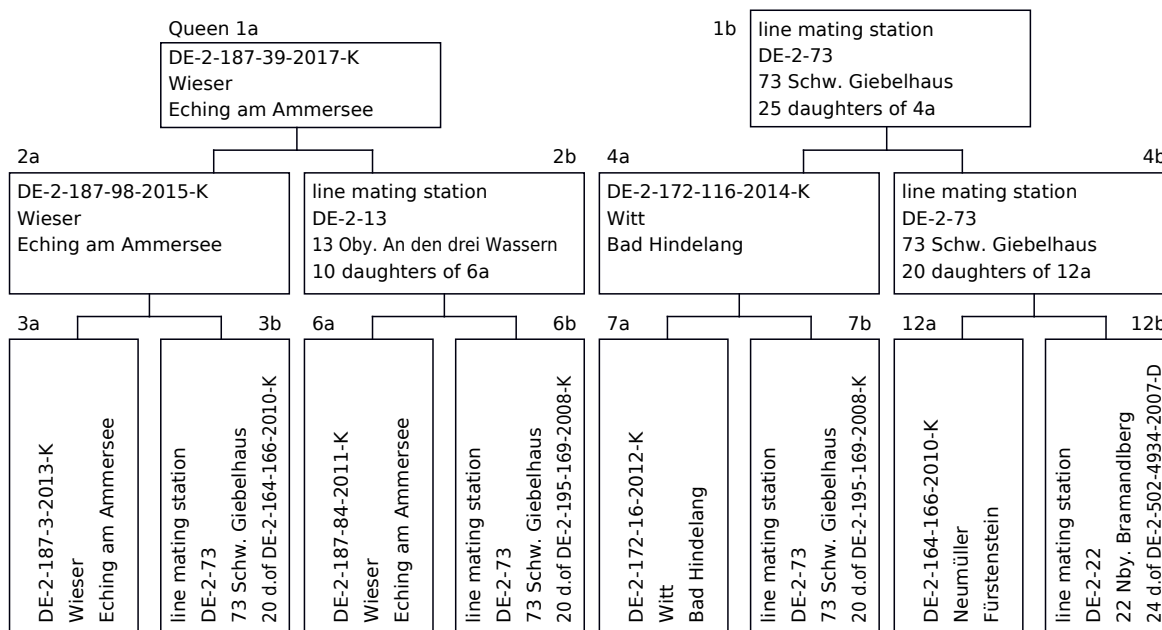 Queen 1a
DE-2-187-39-2017-K
Wieser
Eching am Ammersee
1b
line mating station
DE-2-73
73 Schw. Giebelhaus
25 daughters of 4a
2a
DE-2-187-98-2015-K
Wieser
Eching am Ammersee
2b
line mating station
DE-2-13
13 Oby. An den drei Wassern
10 daughters of 6a
4a
DE-2-172-116-2014-K
Witt
Bad Hindelang
4b
line mating station
DE-2-73
73 Schw. Giebelhaus
20 daughters of 12a
3a
DE-2-187-3-2013-K
Wieser
Eching am Ammersee
3b
line mating station
DE-2-73
73 Schw. Giebelhaus
20 d.of DE-2-164-166-2010-K
6a
DE-2-187-84-2011-K
Wieser
Eching am Ammersee
6b
line mating station
DE-2-73
73 Schw. Giebelhaus
20 d.of DE-2-195-169-2008-K
7a
DE-2-172-16-2012-K
Witt
Bad Hindelang
7b
line mating station
DE-2-73
73 Schw. Giebelhaus
20 d.of DE-2-195-169-2008-K
12a
DE-2-164-166-2010-K
Neumüller
Fürstenstein
12b
line mating station
DE-2-22
22 Nby. Bramandlberg
24 d.of DE-2-502-4934-2007-D